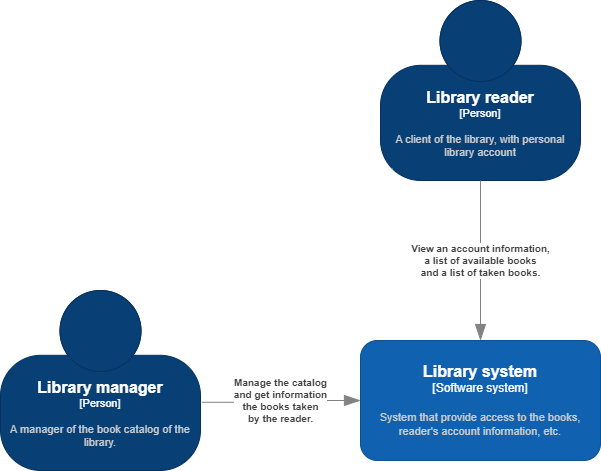 Library reader
[Person]
A client of the library, with personal
library account
View an account information,
a list of available books
and a list of taken books.
Library manager
[Person]
A manager of the book catalog of the
library.
Manage the catalog
and get information
the books taken
by the reader.
Library system
[Software system]
System that provide access to the books,
reader's account information, etc.